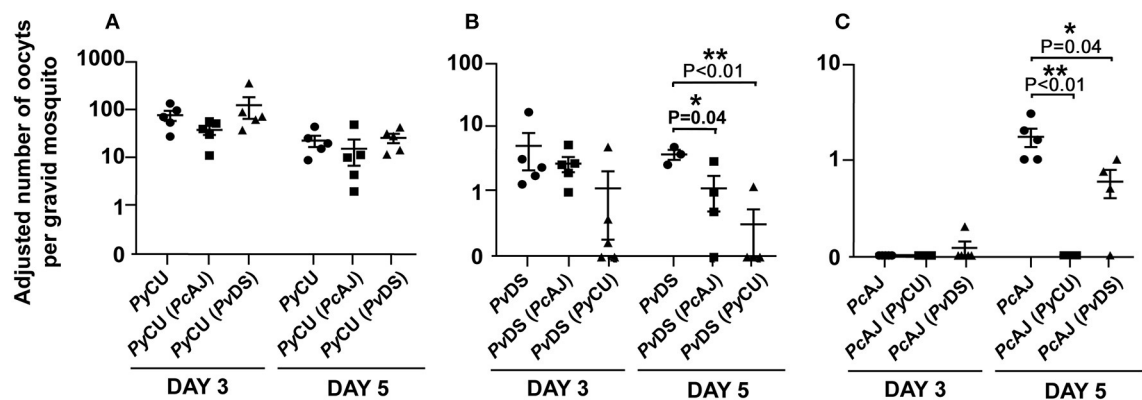 Adjusted number of oocyts
per gravid mosquito
A
1000
100
10
1
0
PyCU
PyCU (PcAJ)
PyCU (PvDS)
PyCU
PyCU (PcAJ)
PyCU (PvDS)
DAY 3
DAY 5
B
100
10
1
0
**
P<0.01
*
P=0.04
PvDS
PvDS (PcAJ)
PvDS (PyCU)
PvDS
PvDS (PcAJ)
PvDS (PyCU)
DAY 3
DAY 5
C
10
1
0
*
P=0.04
**
P<0.01
PcAJ
PcAJ (PyCU)
PcAJ (PvDS)
PcAJ
PcAJ (PyCU)
PcAJ (PvDS)
DAY 3
DAY 5